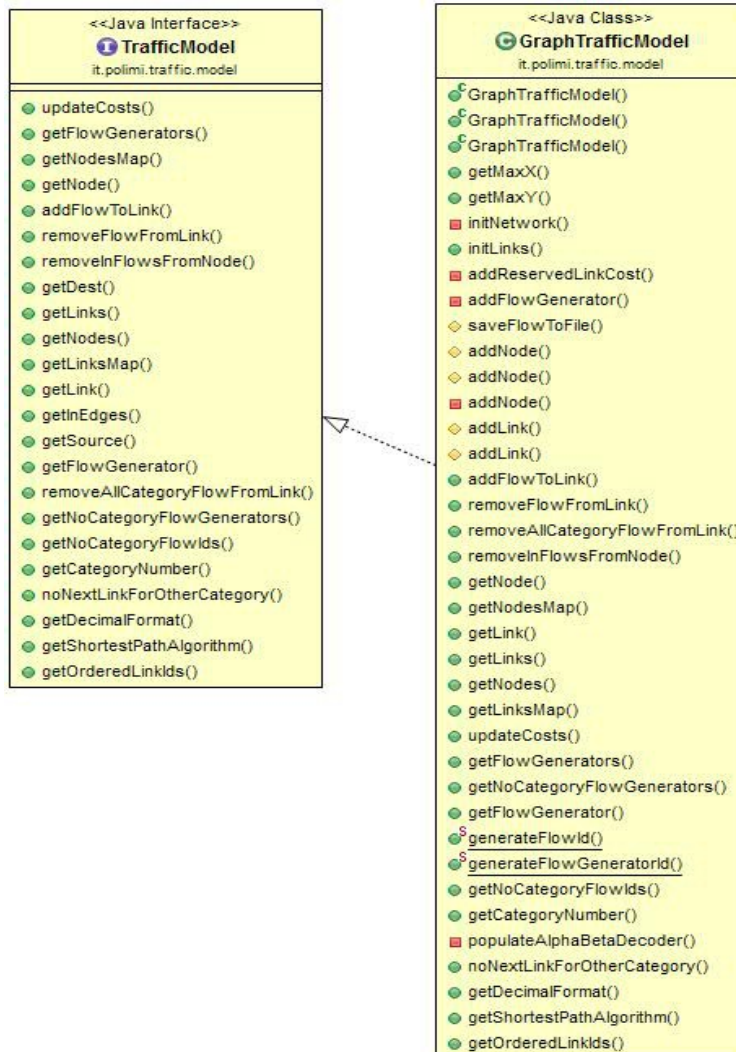 <<Java Interface>>
I TrafficModel
it.polimi.traffic.model
updateCosts()
getFlowGenerators()
getNodesMap()
getNode()
addFlowToLink()
removeFlowFromLink()
removeInFlowsFromNode()
getDest()
getLinks()
getNodes()
getLinksMap()
getLink()
getInEdges()
getSource()
getFlowGenerator()
removeAllCategoryFlowFromLink()
getNoCategoryFlowGenerators()
getNoCategoryFlowIds()
getCategoryNumber()
noNextLinkForOtherCategory()
getDecimalFormat()
getShortestPathAlgorithm()
getOrderedLinkIds()
<<Java Class>>
C GraphTrafficModel
it.polimi.traffic.model
C GraphTrafficModel()
C GraphTrafficModel()
C GraphTrafficModel()
getMaxX()
getMaxY()
initNetwork()
initLinks()
addReservedLinkCost()
addFlowGenerator()
saveFlowToFile()
addNode()
addNode()
addNode()
addLink()
addLink()
addFlowToLink()
removeFlowFromLink()
removeAllCategoryFlowFromLink()
removeInFlowsFromNode()
getNode()
getNodesMap()
getLink()
getLinks()
getNodes()
getLinksMap()
updateCosts()
getFlowGenerators()
getNoCategoryFlowGenerators()
getFlowGenerator()
S generateFlowId()
S generateFlowGeneratorId()
getNoCategoryFlowIds()
getCategoryNumber()
populateAlphaBetaDecoder()
noNextLinkForOtherCategory()
getDecimalFormat()
getShortestPathAlgorithm()
getOrderedLinkIds()